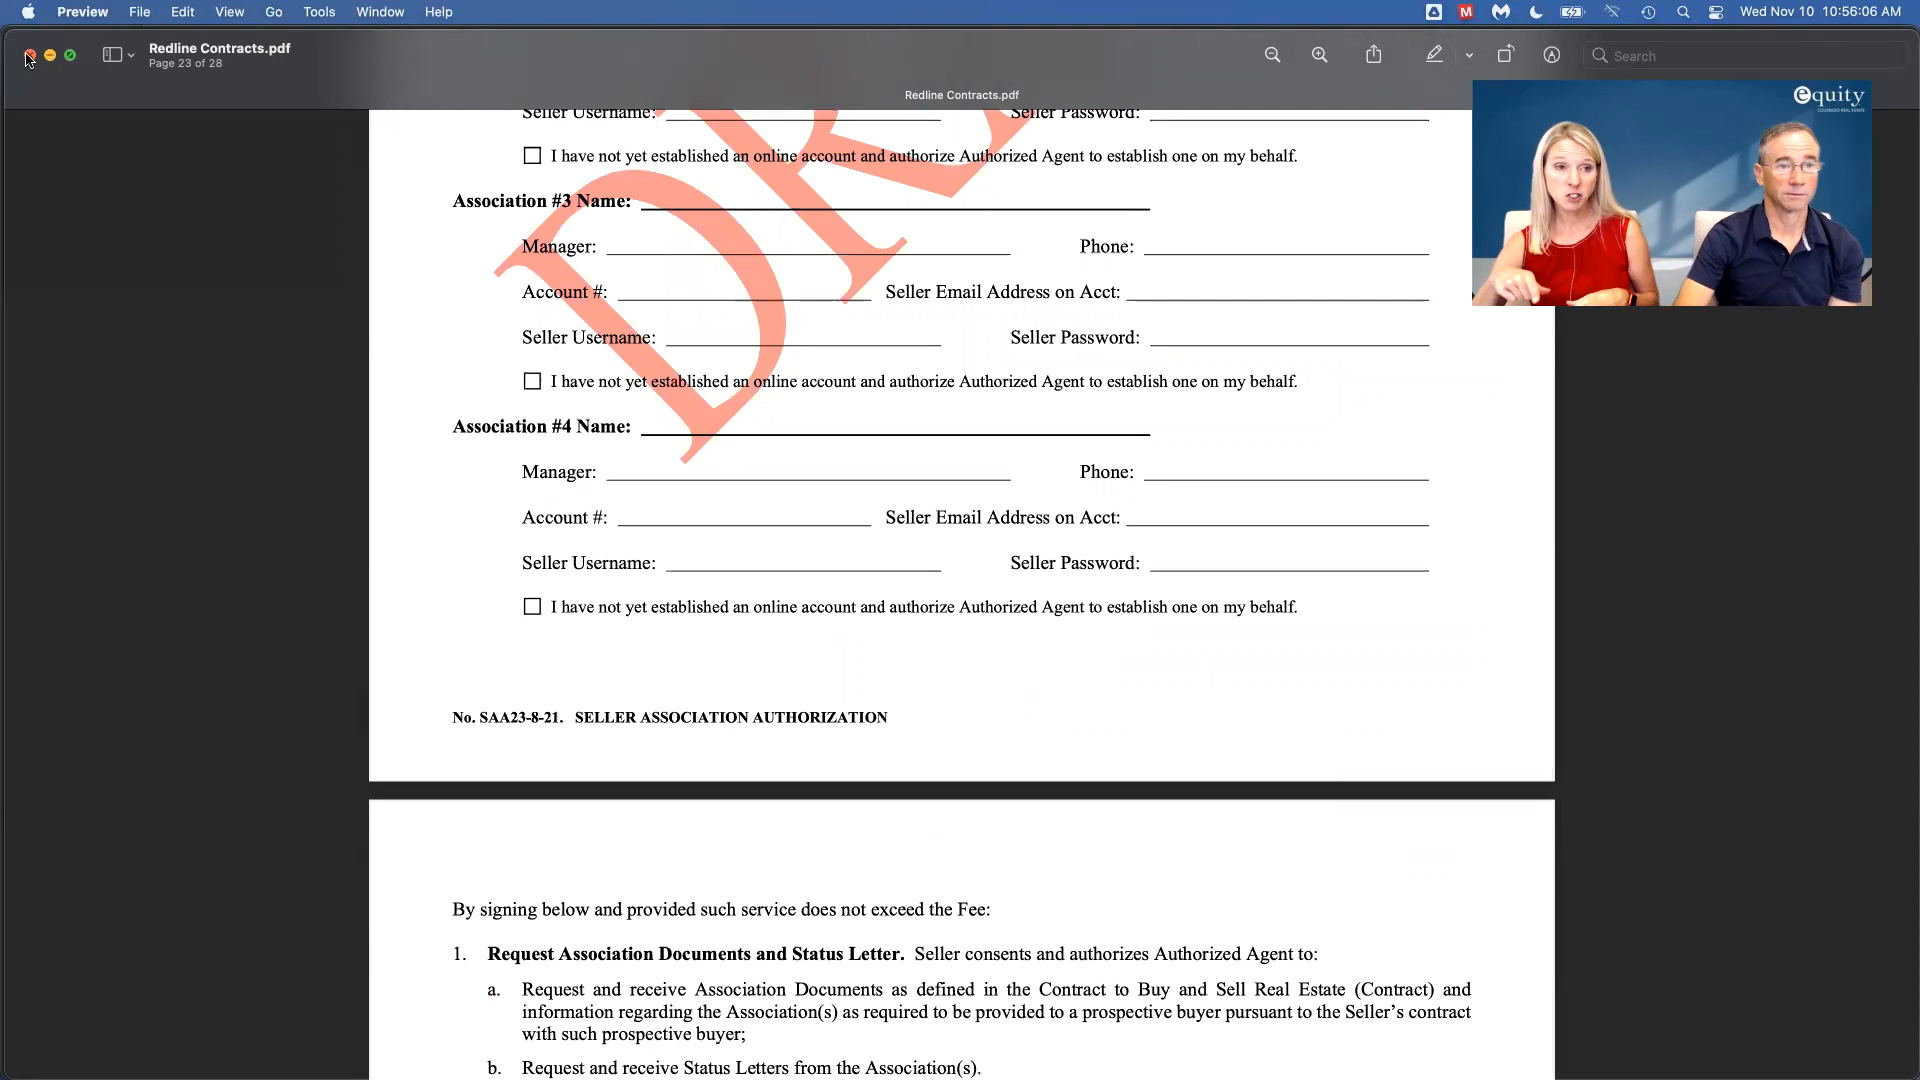 Preview File Edit View Go Tools Window Help
Wed Nov 10 10:56:06 AM
Redline Contracts.pdf
Page 23 of 28
Search
Redline Contracts.pdf
equity
COLORADO REAL ESTATE
Seller Username: Seller Password:
I have not yet established an online account and authorize Authorized Agent to establish one on my behalf.
Association #3 Name:
Manager: Phone:
Account #: Seller Email Address on Acct:
Seller Username: Seller Password:
I have not yet established an online account and authorize Authorized Agent to establish one on my behalf.
Association #4 Name:
Manager: Phone:
Account #: Seller Email Address on Acct:
Seller Username: Seller Password:
I have not yet established an online account and authorize Authorized Agent to establish one on my behalf.
No. SAA23-8-21. SELLER ASSOCIATION AUTHORIZATION
By signing below and provided such service does not exceed the Fee:
1. Request Association Documents and Status Letter. Seller consents and authorizes Authorized Agent to:
a. Request and receive Association Documents as defined in the Contract to Buy and Sell Real Estate (Contract) and
information regarding the Association(s) as required to be provided to a prospective buyer pursuant to the Seller’s contract
with such prospective buyer;
b. Request and receive Status Letters from the Association(s).